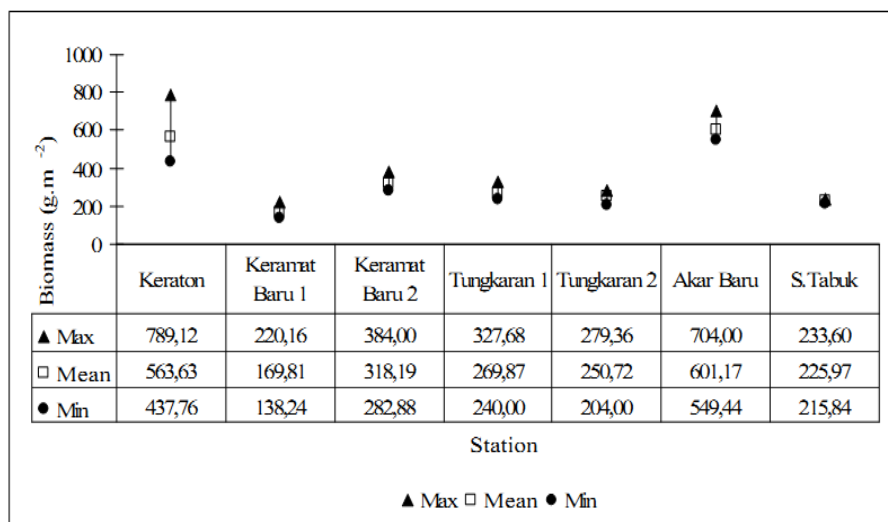 1000
800
600
400
200
0
Biomass (g.m -2)
Keraton Keramat Baru 1 Keramat Baru 2 Tungkaran 1 Tungkaran 2 Akar Baru S.Tabuk
▲ Max 789,12 220,16 384,00 327,68 279,36 704,00 233,60
□ Mean 563,63 169,81 318,19 269,87 250,72 601,17 225,97
● Min 437,76 138,24 282,88 240,00 204,00 549,44 215,84
Station
▲ Max □ Mean ● Min